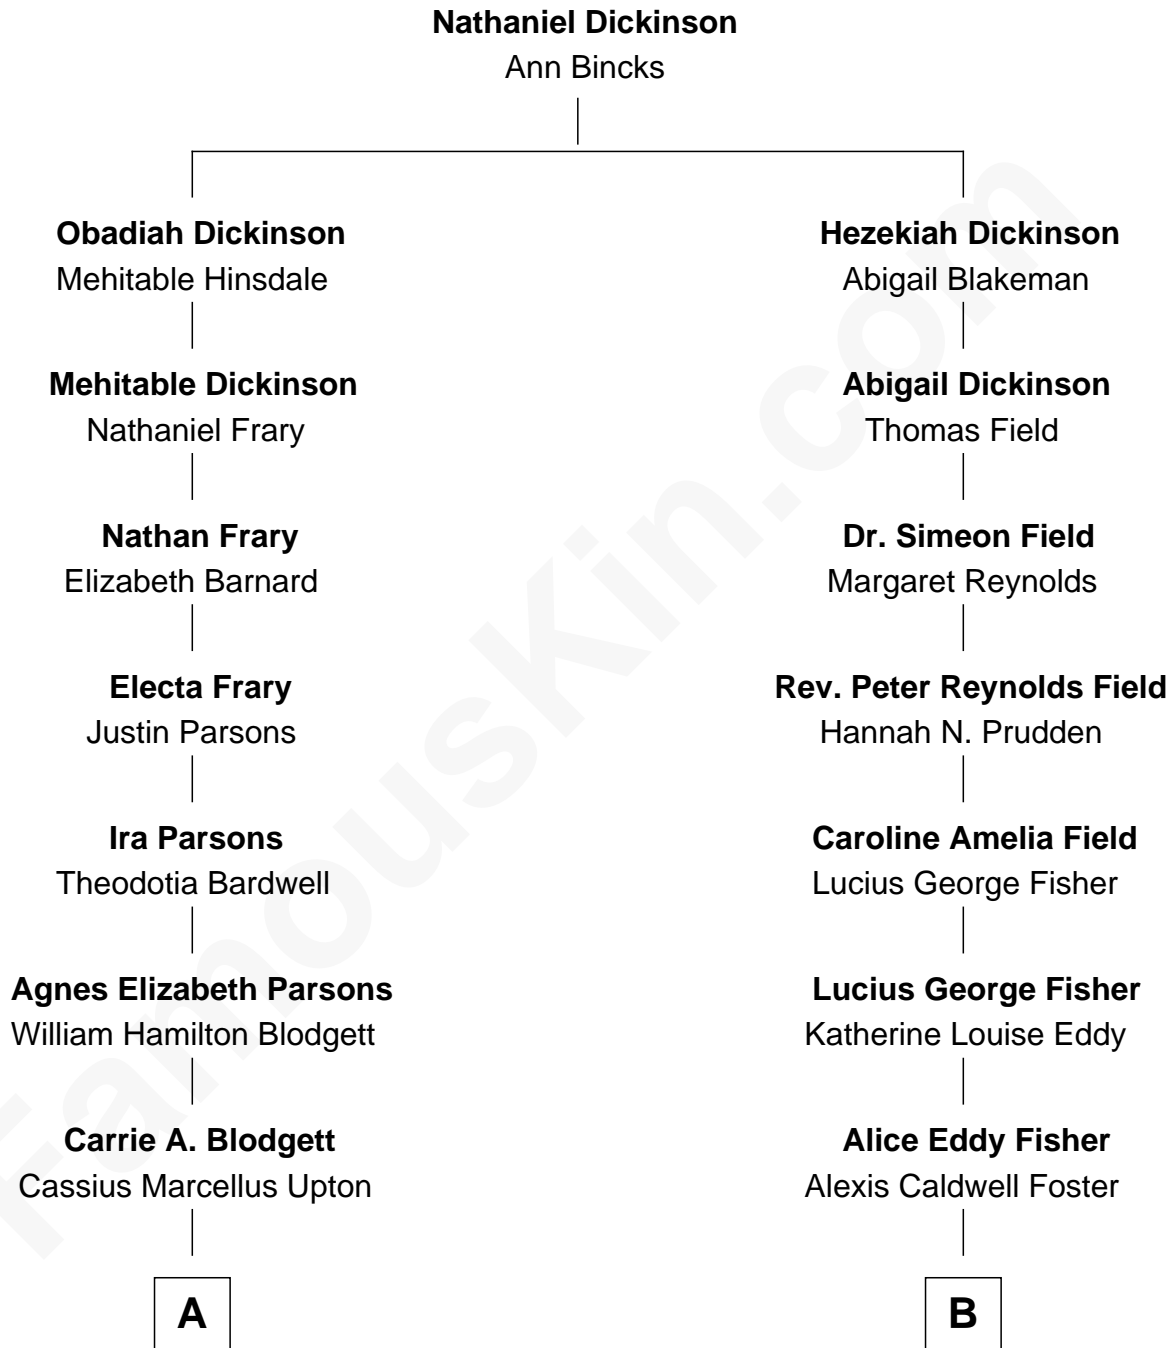 Nathaniel Dickinson
Ann Bincks
Obadiah Dickinson
Mehitable Hinsdale
Hezekiah Dickinson
Abigail Blakeman
Mehitable Dickinson
Nathaniel Frary
Abigail Dickinson
Thomas Field
Nathan Frary
Elizabeth Barnard
Dr. Simeon Field
Margaret Reynolds
Electa Frary
Justin Parsons
Rev. Peter Reynolds Field
Hannah N. Prudden
Ira Parsons
Theodotia Bardwell
Caroline Amelia Field
Lucius George Fisher
Agnes Elizabeth Parsons
William Hamilton Blodgett
Lucius George Fisher
Katherine Louise Eddy
Carrie A. Blodgett
Cassius Marcellus Upton
Alice Eddy Fisher
Alexis Caldwell Foster
A
B
FamousKin.com